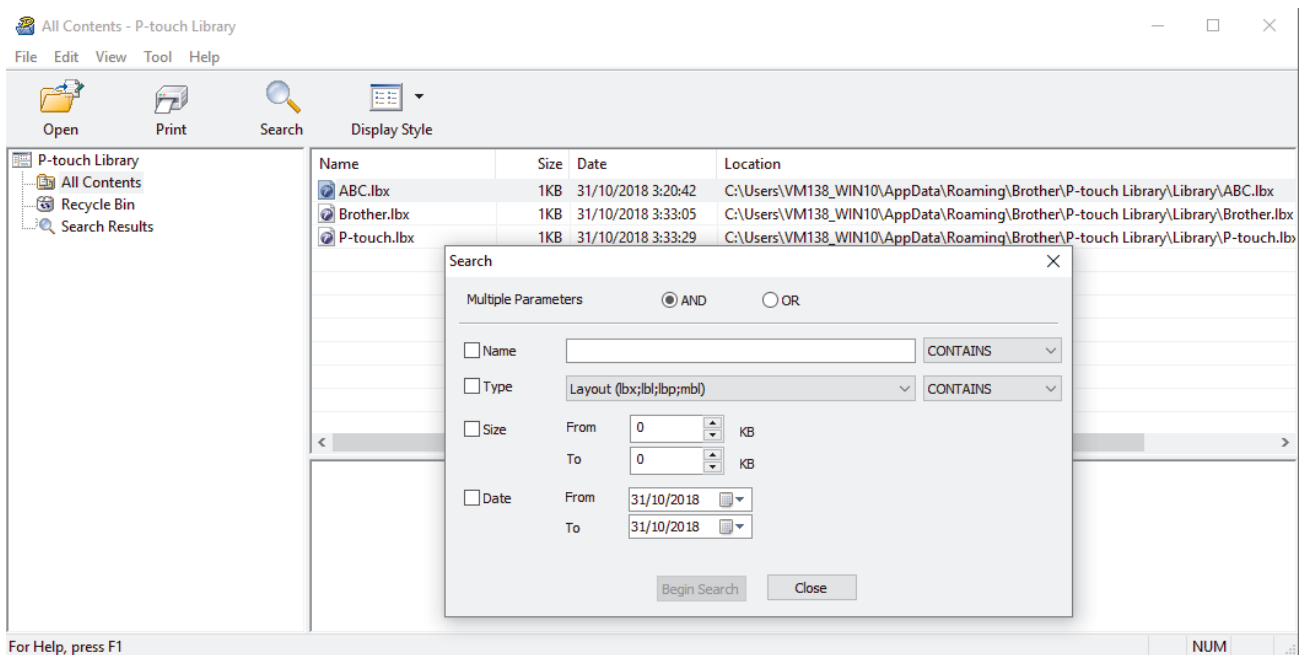 All Contents - P-touch Library
File Edit View Tool Help
Open Print Search Display Style
P-touch Library
All Contents
Recycle Bin
Search Results
Name Size Date Location
ABC.lbx 1KB 31/10/2018 3:20:42 C:\Users\VM138_WIN10\AppData\Roaming\Brother\P-touch Library\Library\ABC.lbx
Brother.lbx 1KB 31/10/2018 3:33:05 C:\Users\VM138_WIN10\AppData\Roaming\Brother\P-touch Library\Library\Brother.lbx
P-touch.lbx 1KB 31/10/2018 3:33:29 C:\Users\VM138_WIN10\AppData\Roaming\Brother\P-touch Library\Library\P-touch.lbx
Search
Multiple Parameters AND OR
Name CONTAINS
Type Layout (lbx;lbl;lbp;mbl) CONTAINS
Size From 0 KB
To 0 KB
Date From 31/10/2018
To 31/10/2018
Begin Search Close
For Help, press F1 NUM